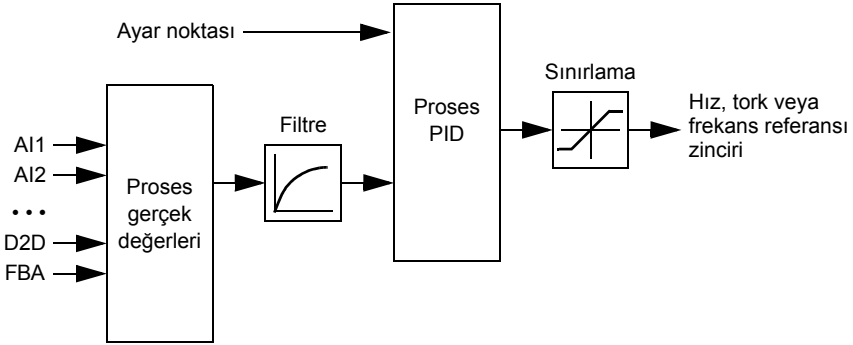 Ayar noktası
Proses
PID
Sınırlama
Hız, tork veya
frekans referansı
zinciri
Filtre
AI1
AI2
• • •
D2D
FBA
Proses
gerçek
değerleri